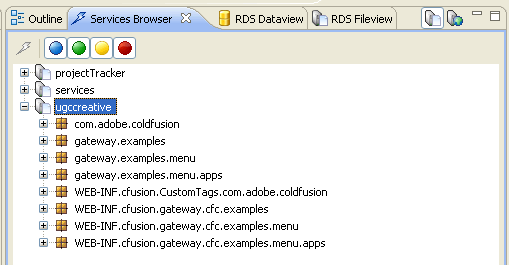 Outline Services Browser RDS Dataview RDS Fileview
projectTracker
services
ugccreative
com.adobe.coldfusion
gateway.examples
gateway.examples.menu
gateway.examples.menu.apps
WEB-INF.cfusion.CustomTags.com.adobe.coldfusion
WEB-INF.cfusion.gateway.cfc.examples
WEB-INF.cfusion.gateway.cfc.examples.menu
WEB-INF.cfusion.gateway.cfc.examples.menu.apps